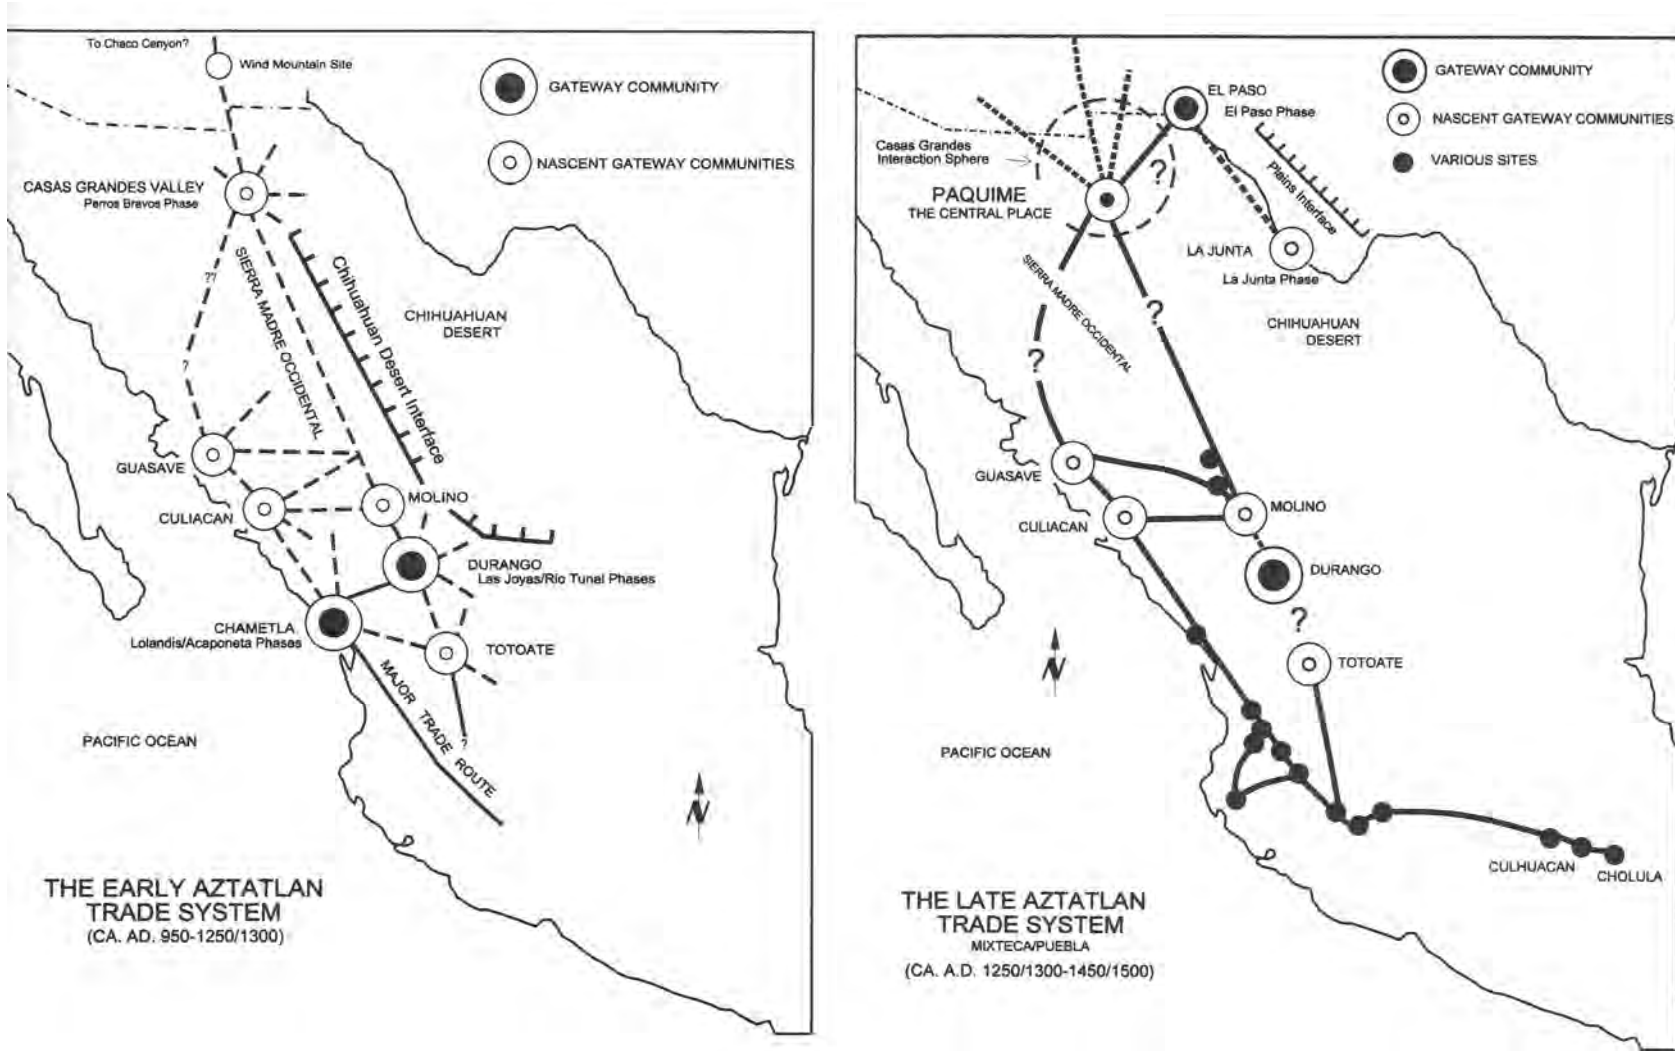 To Chaco Canyon?
Wind Mountain Site
GATEWAY COMMUNITY
NASCENT GATEWAY COMMUNITIES
CASAS GRANDES VALLEY
Perros Bravos Phase
??
SIERRA MADRE OCCIDENTAL
Chihuahuan Desert Interface
CHIHUAHUAN
DESERT
?
GUASAVE
CULIACAN
MOLINO
DURANGO
Las Joyas/Rio Tunal Phases
CHAMETLA
Lolandis/Acaponeta Phases
TOTOATE
MAJOR TRADE ROUTE
?
PACIFIC OCEAN
N
THE EARLY AZTATLAN
TRADE SYSTEM
(CA. AD. 950-1250/1300)
GATEWAY COMMUNITY
NASCENT GATEWAY COMMUNITIES
VARIOUS SITES
EL PASO
El Paso Phase
Casas Grandes
Interaction Sphere
Plains Interface
?
PAQUIME
THE CENTRAL PLACE
LA JUNTA
La Junta Phase
SIERRA MADRE OCCIDENTAL
?
?
CHIHUAHUAN
DESERT
GUASAVE
CULIACAN
MOLINO
DURANGO
?
TOTOATE
N
PACIFIC OCEAN
CULHUACAN
CHOLULA
THE LATE AZTATLAN
TRADE SYSTEM
MIXTECA/PUEBLA
(CA. A.D. 1250/1300-1450/1500)